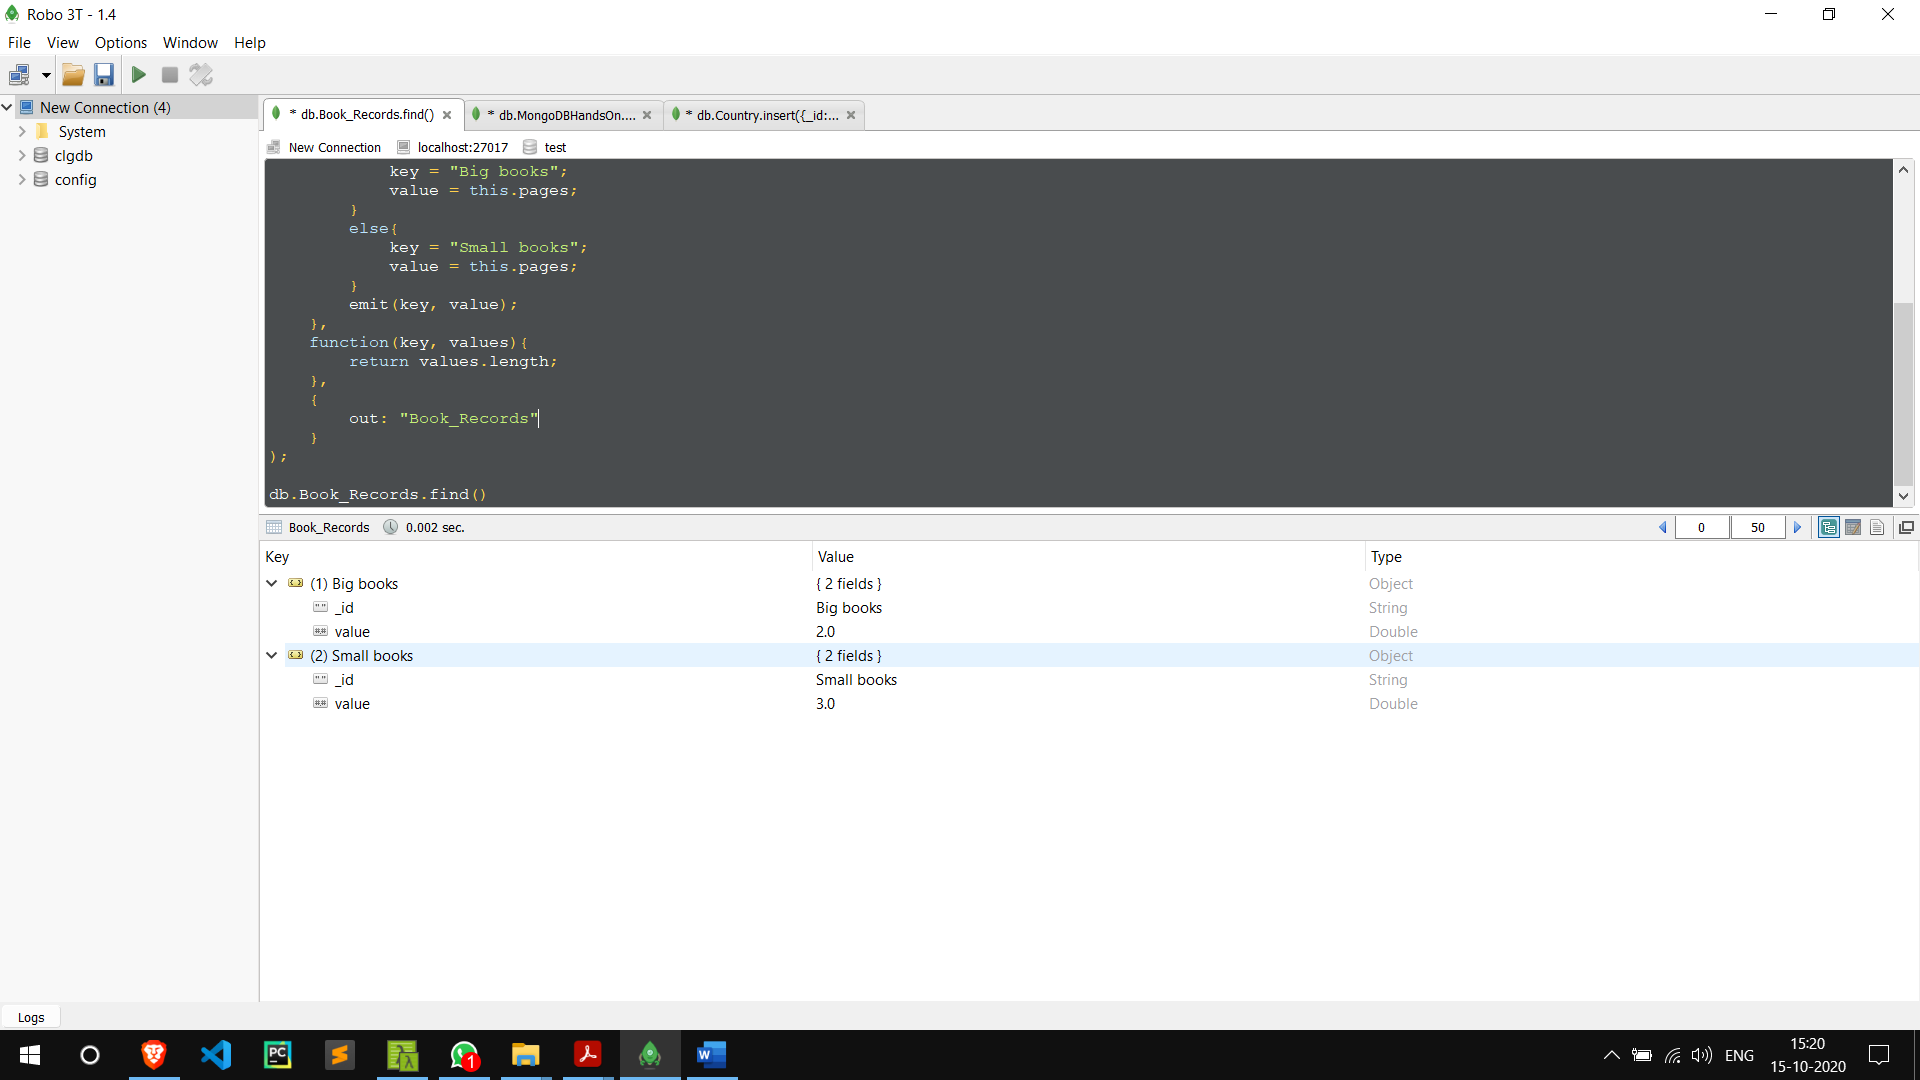 Robo 3T - 1.4
File View Options Window Help
New Connection (4)
System
clgdb
config
* db.Book_Records.find() * db.MongoDBHandsOn.... * db.Country.insert({_id:...
New Connection localhost:27017 test
key = "Big books";
value = this.pages;
}
else{
key = "Small books";
value = this.pages;
}
emit(key, value);
},
function(key, values){
return values.length;
},
{
out: "Book_Records"
}
);
db.Book_Records.find()
Book_Records 0.002 sec. 0 50
Key Value Type
(1) Big books { 2 fields } Object
_id Big books String
value 2.0 Double
(2) Small books { 2 fields } Object
_id Small books String
value 3.0 Double
Logs
PC 1 W ENG 15:20
15-10-2020